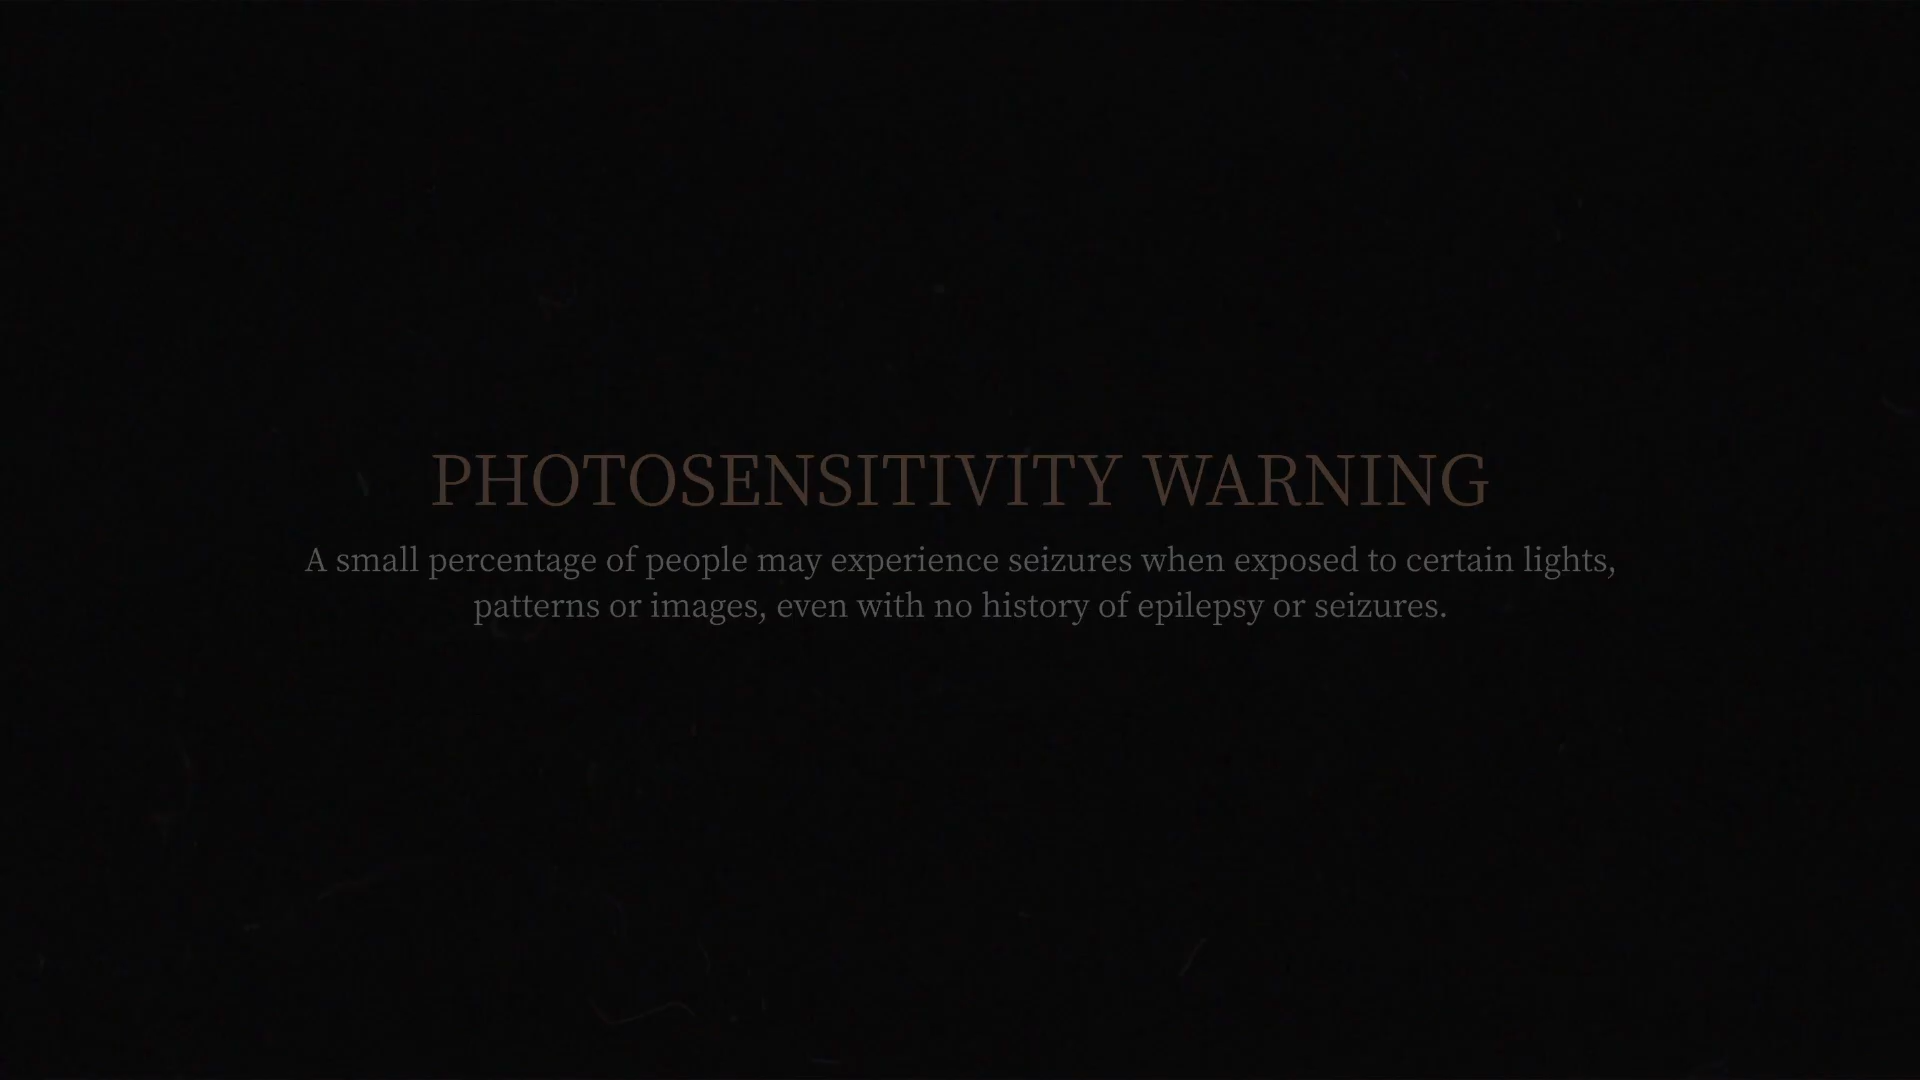 PHOTOSENSITIVITY WARNING
A small percentage of people may experience seizures when exposed to certain lights,
patterns or images, even with no history of epilepsy or seizures.